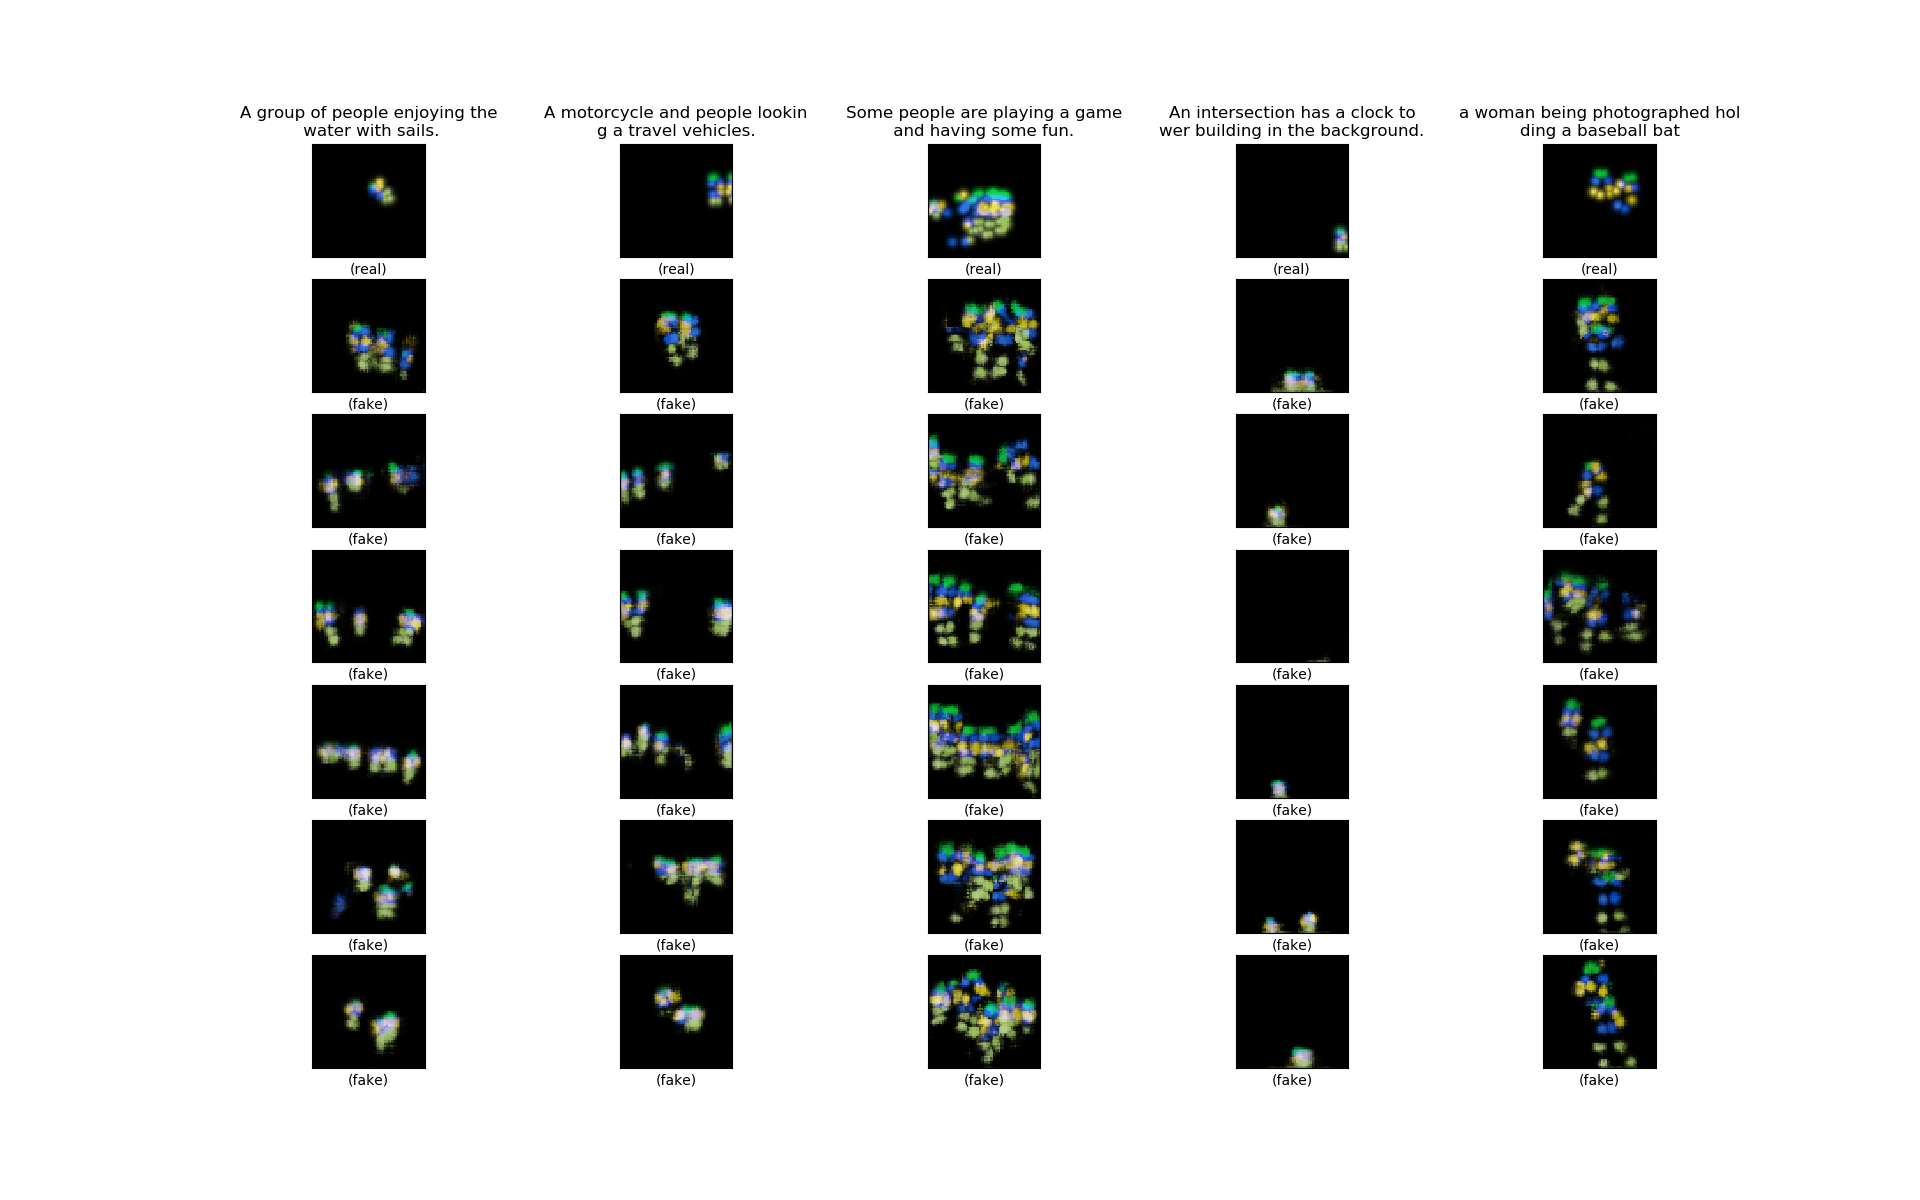 A group of people enjoying the
water with sails.
A motorcycle and people lookin
g a travel vehicles.
Some people are playing a game
and having some fun.
An intersection has a clock to
wer building in the background.
a woman being photographed hol
ding a baseball bat
(real) (real) (real) (real) (real)
(fake) (fake) (fake) (fake) (fake)
(fake) (fake) (fake) (fake) (fake)
(fake) (fake) (fake) (fake) (fake)
(fake) (fake) (fake) (fake) (fake)
(fake) (fake) (fake) (fake) (fake)
(fake) (fake) (fake) (fake) (fake)